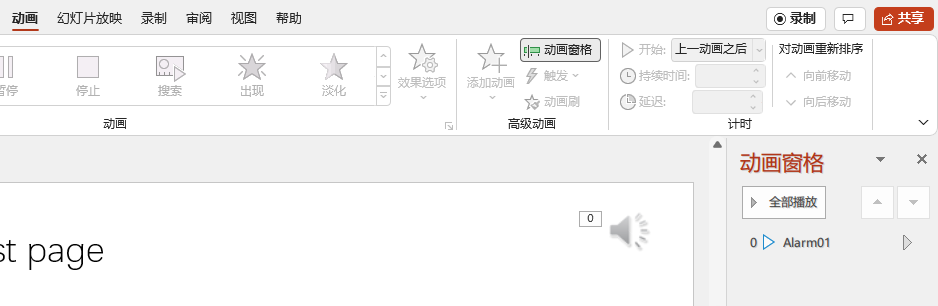 动画 幻灯片放映 录制 审阅 视图 帮助 录制 共享
暂停 停止 搜索 出现 淡化 效果选项 添加动画 动画窗格 触发 动画刷 开始: 上一动画之后 持续时间: 延迟: 对动画重新排序 向前移动 向后移动
动画 高级动画 计时
动画窗格
全部播放
0 Alarm01
0
st page